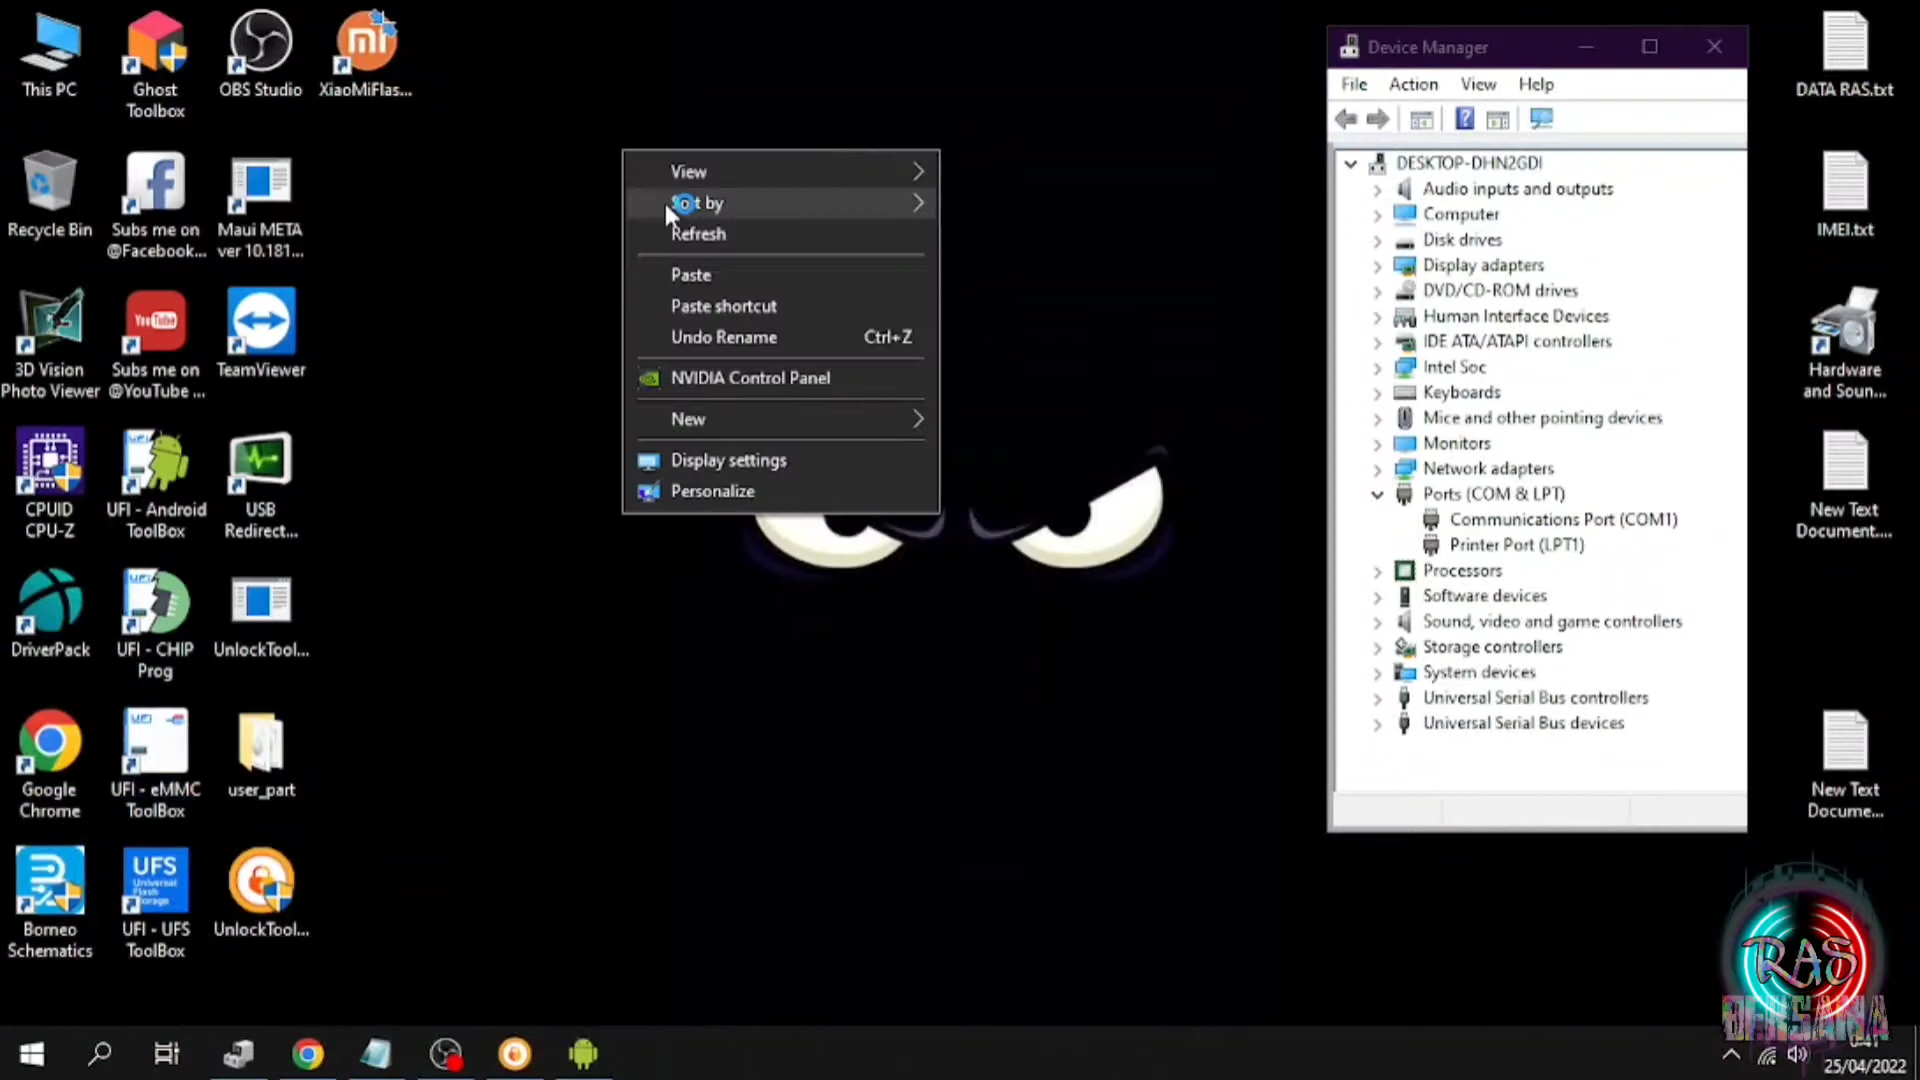 This PC
Ghost
Toolbox
OBS Studio
XiaoMiFlas...
Recycle Bin
Subs me on
@Facebook...
Maui META
ver 10.181...
3D Vision
Photo Viewer
You Tube
Subs me on
@YouTube ...
TeamViewer
CPUID
CPU-Z
UFI - Android
ToolBox
USB
Redirect...
DriverPack
UFI
UFI - CHIP
Prog
UnlockTool...
Google
Chrome
UFI
UFI - eMMC
ToolBox
user_part
Borneo
Schematics
UFS
Universal
Flash
Storage
UFI - UFS
ToolBox
UnlockTool...
View
Sort by
Refresh
Paste
Paste shortcut
Undo Rename Ctrl+Z
NVIDIA Control Panel
New
Display settings
Personalize
Device Manager
File Action View Help
DESKTOP-DHN2GDI
Audio inputs and outputs
Computer
Disk drives
Display adapters
DVD/CD-ROM drives
Human Interface Devices
IDE ATA/ATAPI controllers
Intel Soc
Keyboards
Mice and other pointing devices
Monitors
Network adapters
Ports (COM & LPT)
Communications Port (COM1)
Printer Port (LPT1)
Processors
Software devices
Sound, video and game controllers
Storage controllers
System devices
Universal Serial Bus controllers
Universal Serial Bus devices
DATA RAS.txt
IMEI.txt
Hardware
and Soun...
New Text
Document....
New Text
Docume...
RAS
25/04/2022